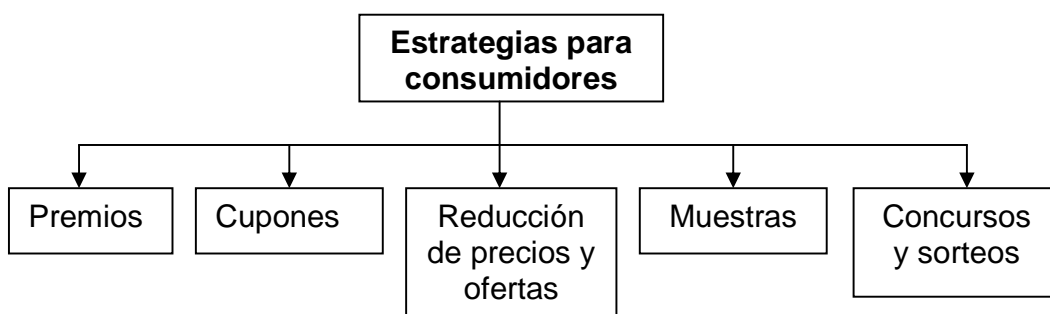 Estrategias para
consumidores
Premios
Cupones
Reducción
de precios y
ofertas
Muestras
Concursos
y sorteos